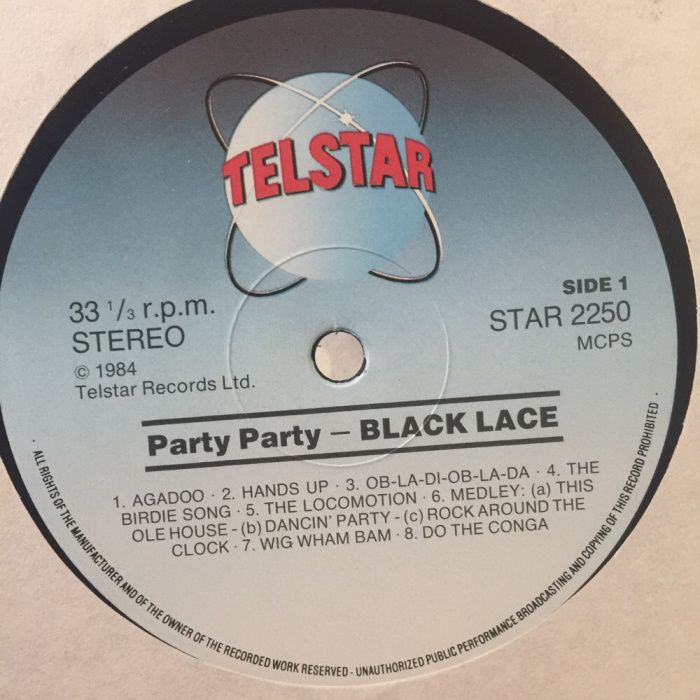 TELSTAR
33 1/3 r.p.m.
STEREO
© 1984
Telstar Records Ltd.
SIDE 1
STAR 2250
MCPS
Party Party – BLACK LACE
1. AGADOO · 2. HANDS UP · 3. OB-LA-DI-OB-LA-DA · 4. THE
BIRDIE SONG · 5. THE LOCOMOTION · 6. MEDLEY: (a) THIS
OLE HOUSE - (b) DANCIN' PARTY - (c) ROCK AROUND THE
CLOCK · 7. WIG WHAM BAM · 8. DO THE CONGA
· ALL RIGHTS OF THE MANUFACTURER AND OF THE OWNER OF THE RECORDED WORK RESERVED - UNAUTHORIZED PUBLIC PERFORMANCE BROADCASTING AND COPYING OF THIS RECORD PROHIBITED ·